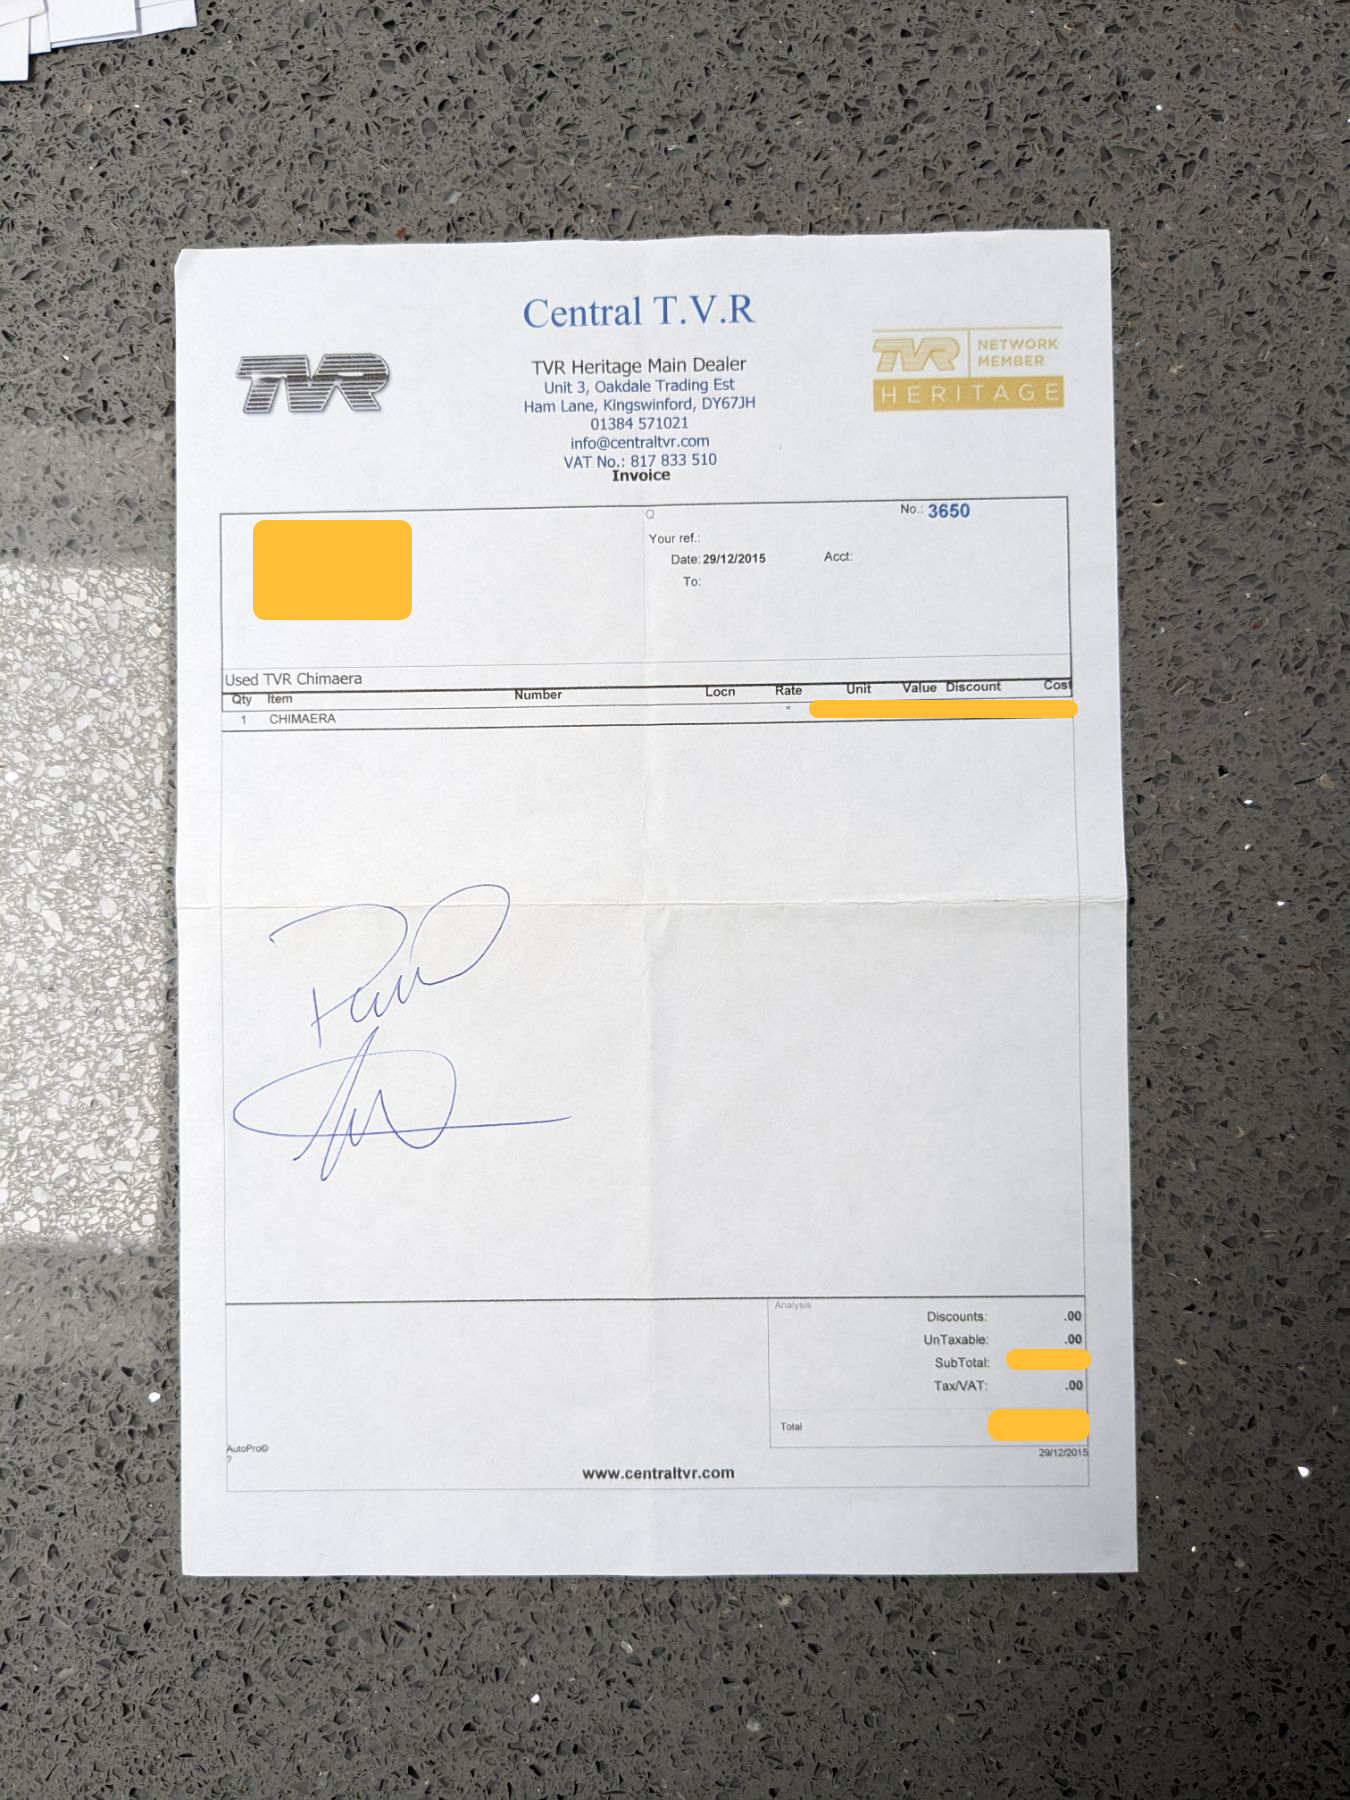 Central T.V.R
TVR
TVR Heritage Main Dealer
Unit 3, Oakdale Trading Est
Ham Lane, Kingswinford, DY67JH
01384 571021
info@centraltvr.com
VAT No.: 817 833 510
Invoice
TVR NETWORK MEMBER
HERITAGE
Q
No.: 3650
Your ref.:
Date: 29/12/2015 Acct:
To:
Used TVR Chimaera
Qty Item Number Locn Rate Unit Value Discount Cost
1 CHIMAERA "
Paid
Analysis
Discounts: .00
UnTaxable: .00
SubTotal:
Tax/VAT: .00
Total
AutoPro©
?
29/12/2015
www.centraltvr.com